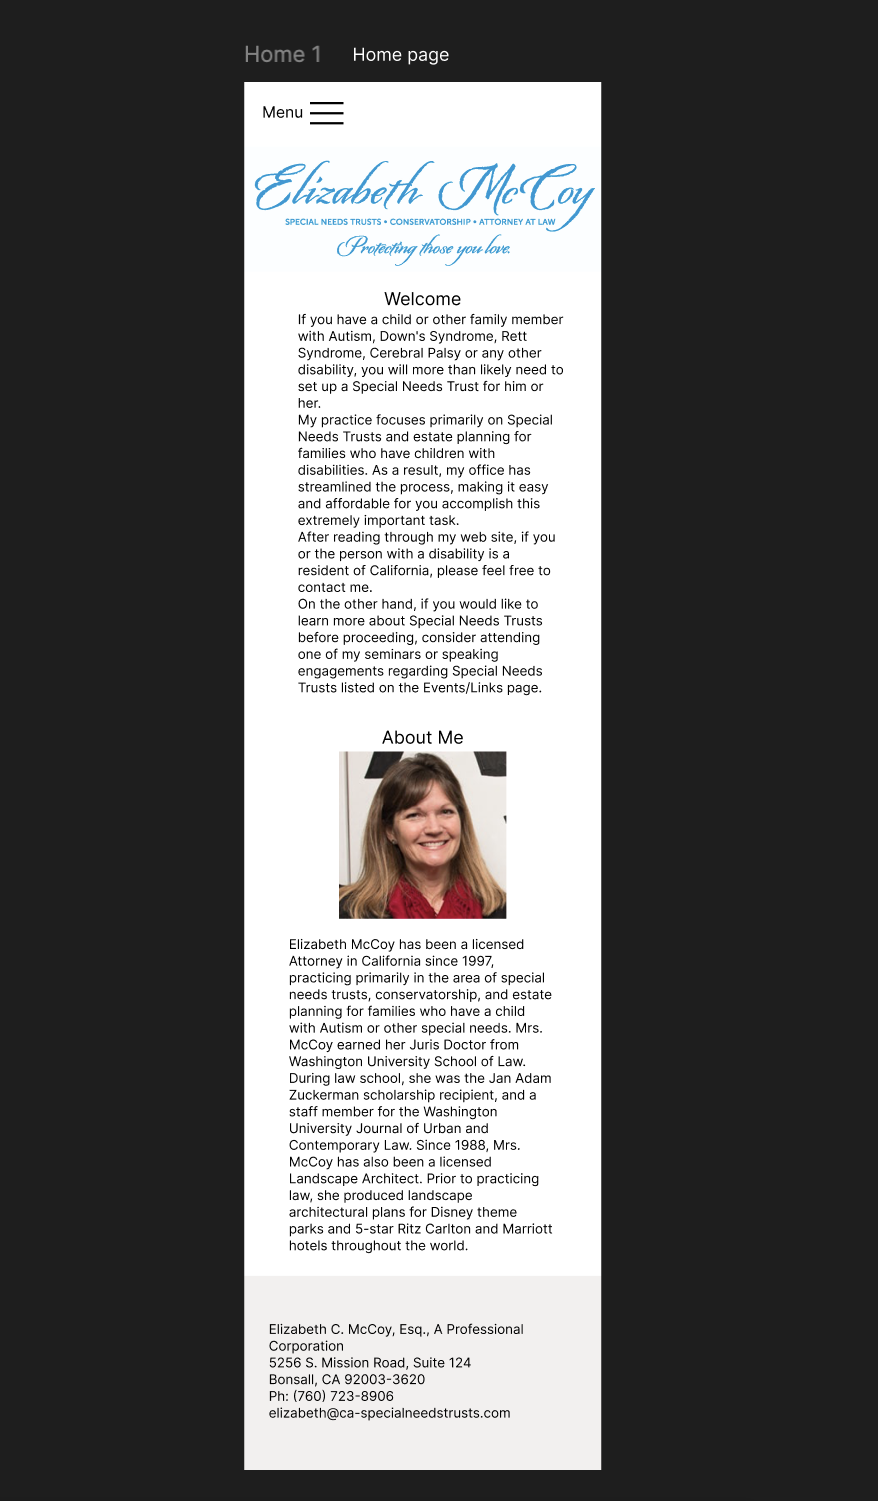 Home 1 Home page
Menu
Elizabeth McCoy
SPECIAL NEEDS TRUSTS • CONSERVATORSHIP • ATTORNEY AT LAW
Protecting those you love.
Welcome
If you have a child or other family member
with Autism, Down's Syndrome, Rett
Syndrome, Cerebral Palsy or any other
disability, you will more than likely need to
set up a Special Needs Trust for him or
her.
My practice focuses primarily on Special
Needs Trusts and estate planning for
families who have children with
disabilities. As a result, my office has
streamlined the process, making it easy
and affordable for you accomplish this
extremely important task.
After reading through my web site, if you
or the person with a disability is a
resident of California, please feel free to
contact me.
On the other hand, if you would like to
learn more about Special Needs Trusts
before proceeding, consider attending
one of my seminars or speaking
engagements regarding Special Needs
Trusts listed on the Events/Links page.
About Me
Elizabeth McCoy has been a licensed
Attorney in California since 1997,
practicing primarily in the area of special
needs trusts, conservatorship, and estate
planning for families who have a child
with Autism or other special needs. Mrs.
McCoy earned her Juris Doctor from
Washington University School of Law.
During law school, she was the Jan Adam
Zuckerman scholarship recipient, and a
staff member for the Washington
University Journal of Urban and
Contemporary Law. Since 1988, Mrs.
McCoy has also been a licensed
Landscape Architect. Prior to practicing
law, she produced landscape
architectural plans for Disney theme
parks and 5-star Ritz Carlton and Marriott
hotels throughout the world.
Elizabeth C. McCoy, Esq., A Professional
Corporation
5256 S. Mission Road, Suite 124
Bonsall, CA 92003-3620
Ph: (760) 723-8906
elizabeth@ca-specialneedstrusts.com